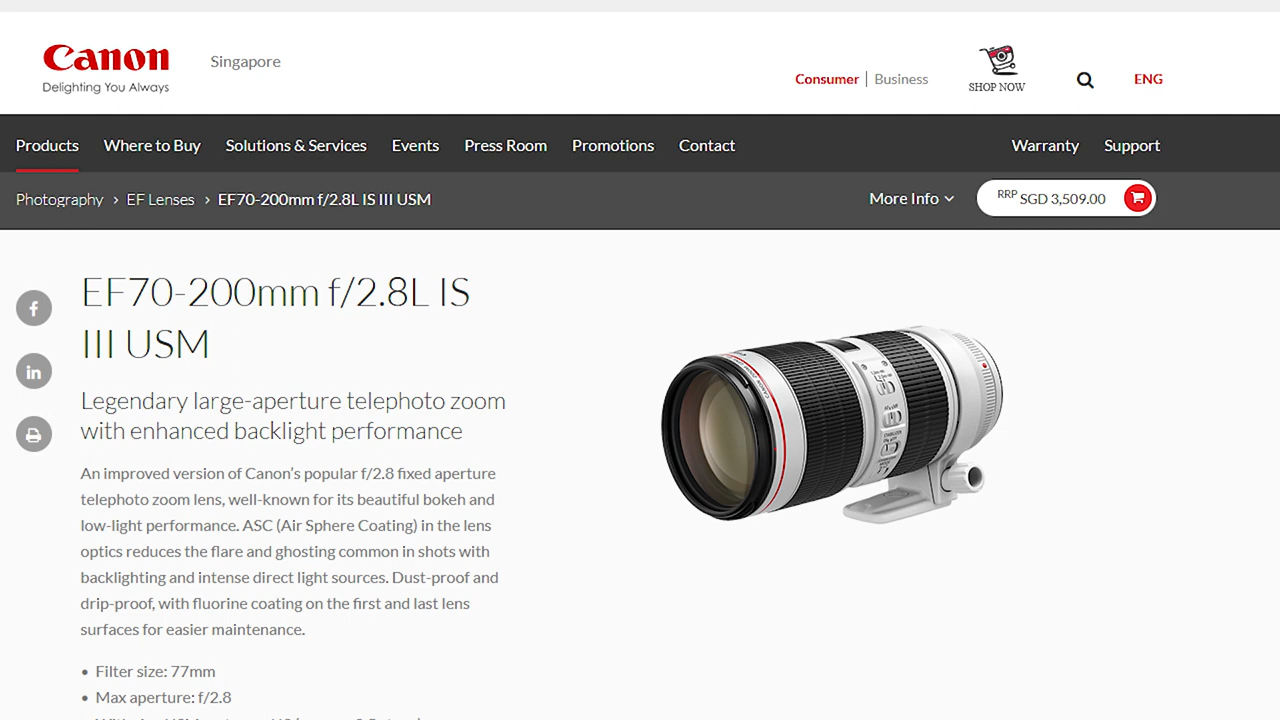 Canon
Delighting You Always
Singapore
Consumer | Business
SHOP NOW
ENG
Products Where to Buy Solutions & Services Events Press Room Promotions Contact Warranty Support
Photography › EF Lenses › EF70-200mm f/2.8L IS III USM
More Info
RRP SGD 3,509.00
EF70-200mm f/2.8L IS
III USM
Legendary large-aperture telephoto zoom
with enhanced backlight performance
An improved version of Canon's popular f/2.8 fixed aperture
telephoto zoom lens, well-known for its beautiful bokeh and
low-light performance. ASC (Air Sphere Coating) in the lens
optics reduces the flare and ghosting common in shots with
backlighting and intense direct light sources. Dust-proof and
drip-proof, with fluorine coating on the first and last lens
surfaces for easier maintenance.
• Filter size: 77mm
• Max aperture: f/2.8